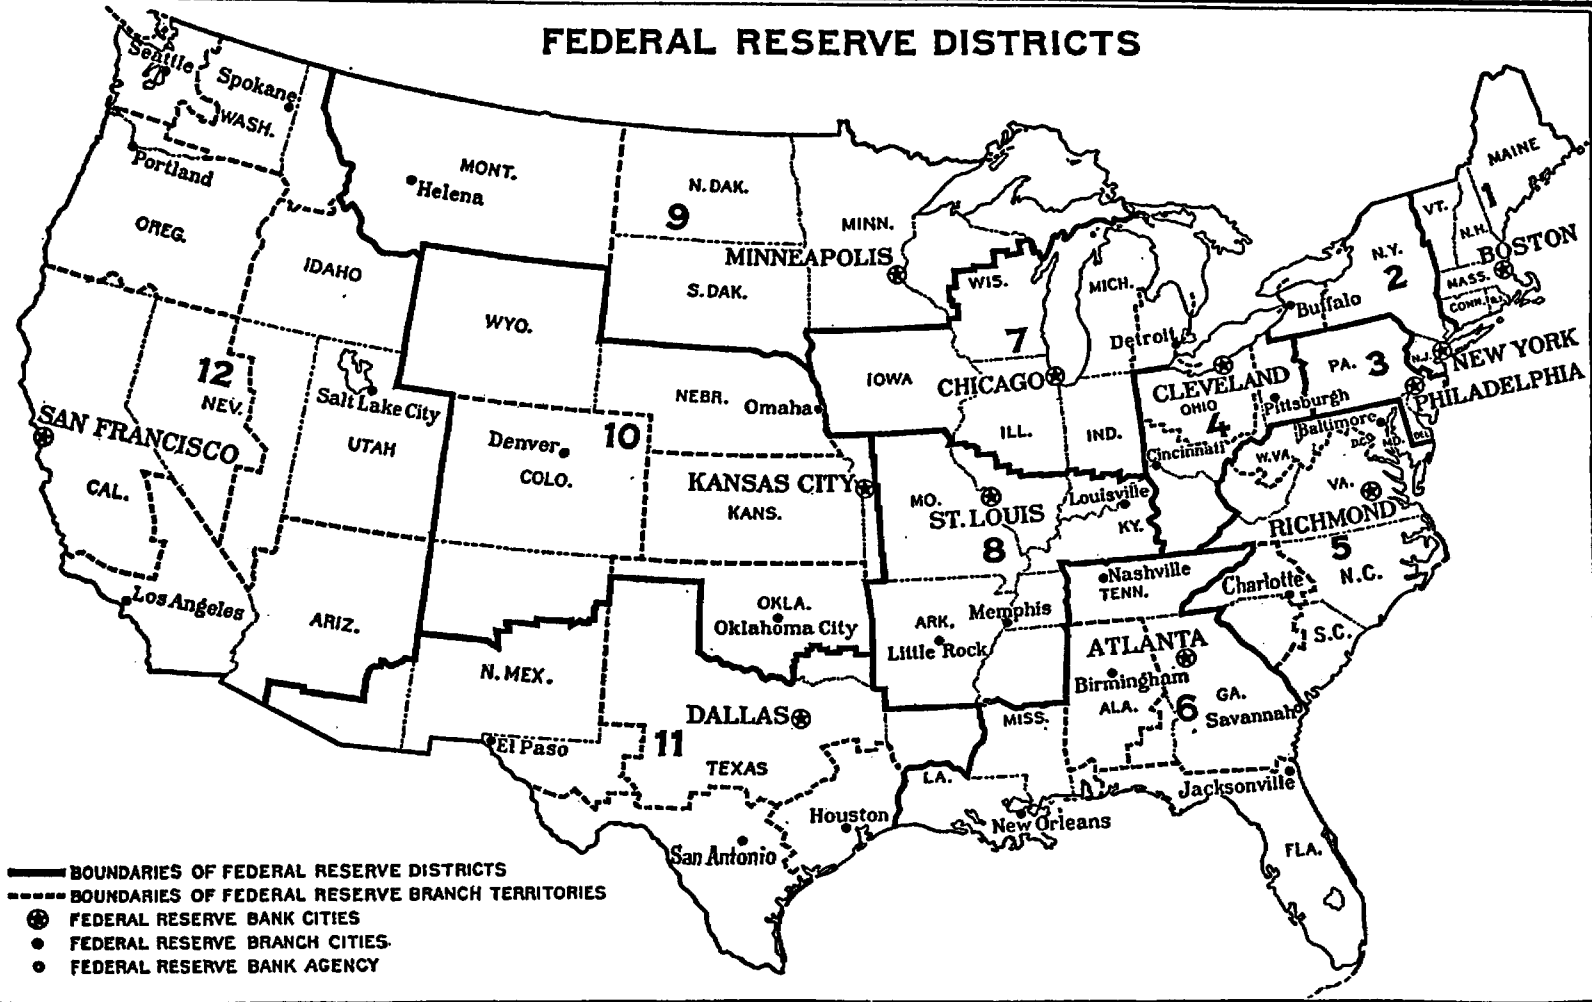 FEDERAL RESERVE DISTRICTS
Seattle
Spokane
WASH.
Portland
OREG.
IDAHO
MONT.
Helena
N. DAK.
9
MINN.
MINNEAPOLIS
S. DAK.
WYO.
WIS.
MICH.
7
Detroit
IOWA
CHICAGO
NEBR.
Omaha
ILL.
IND.
MAINE
1
VT.
N.H.
BOSTON
MASS.
CONN.
R.I.
N.Y.
2
Buffalo
PA.
3
N.J.
NEW YORK
PHILADELPHIA
CLEVELAND
OHIO
4
Pittsburgh
Cincinnati
Baltimore
D.C.
MD.
DEL.
W. VA.
VA.
RICHMOND
5
N.C.
Charlotte
S.C.
12
NEV.
Salt Lake City
UTAH
SAN FRANCISCO
CAL.
Los Angeles
ARIZ.
Denver
10
COLO.
KANSAS CITY
KANS.
MO.
ST. LOUIS
8
Louisville
KY.
Nashville
TENN.
Memphis
ARK.
Little Rock
OKLA.
Oklahoma City
N. MEX.
El Paso
DALLAS
11
TEXAS
Houston
San Antonio
LA.
New Orleans
MISS.
ATLANTA
Birmingham
ALA.
6
GA.
Savannah
Jacksonville
FLA.
BOUNDARIES OF FEDERAL RESERVE DISTRICTS
BOUNDARIES OF FEDERAL RESERVE BRANCH TERRITORIES
FEDERAL RESERVE BANK CITIES
FEDERAL RESERVE BRANCH CITIES
FEDERAL RESERVE BANK AGENCY